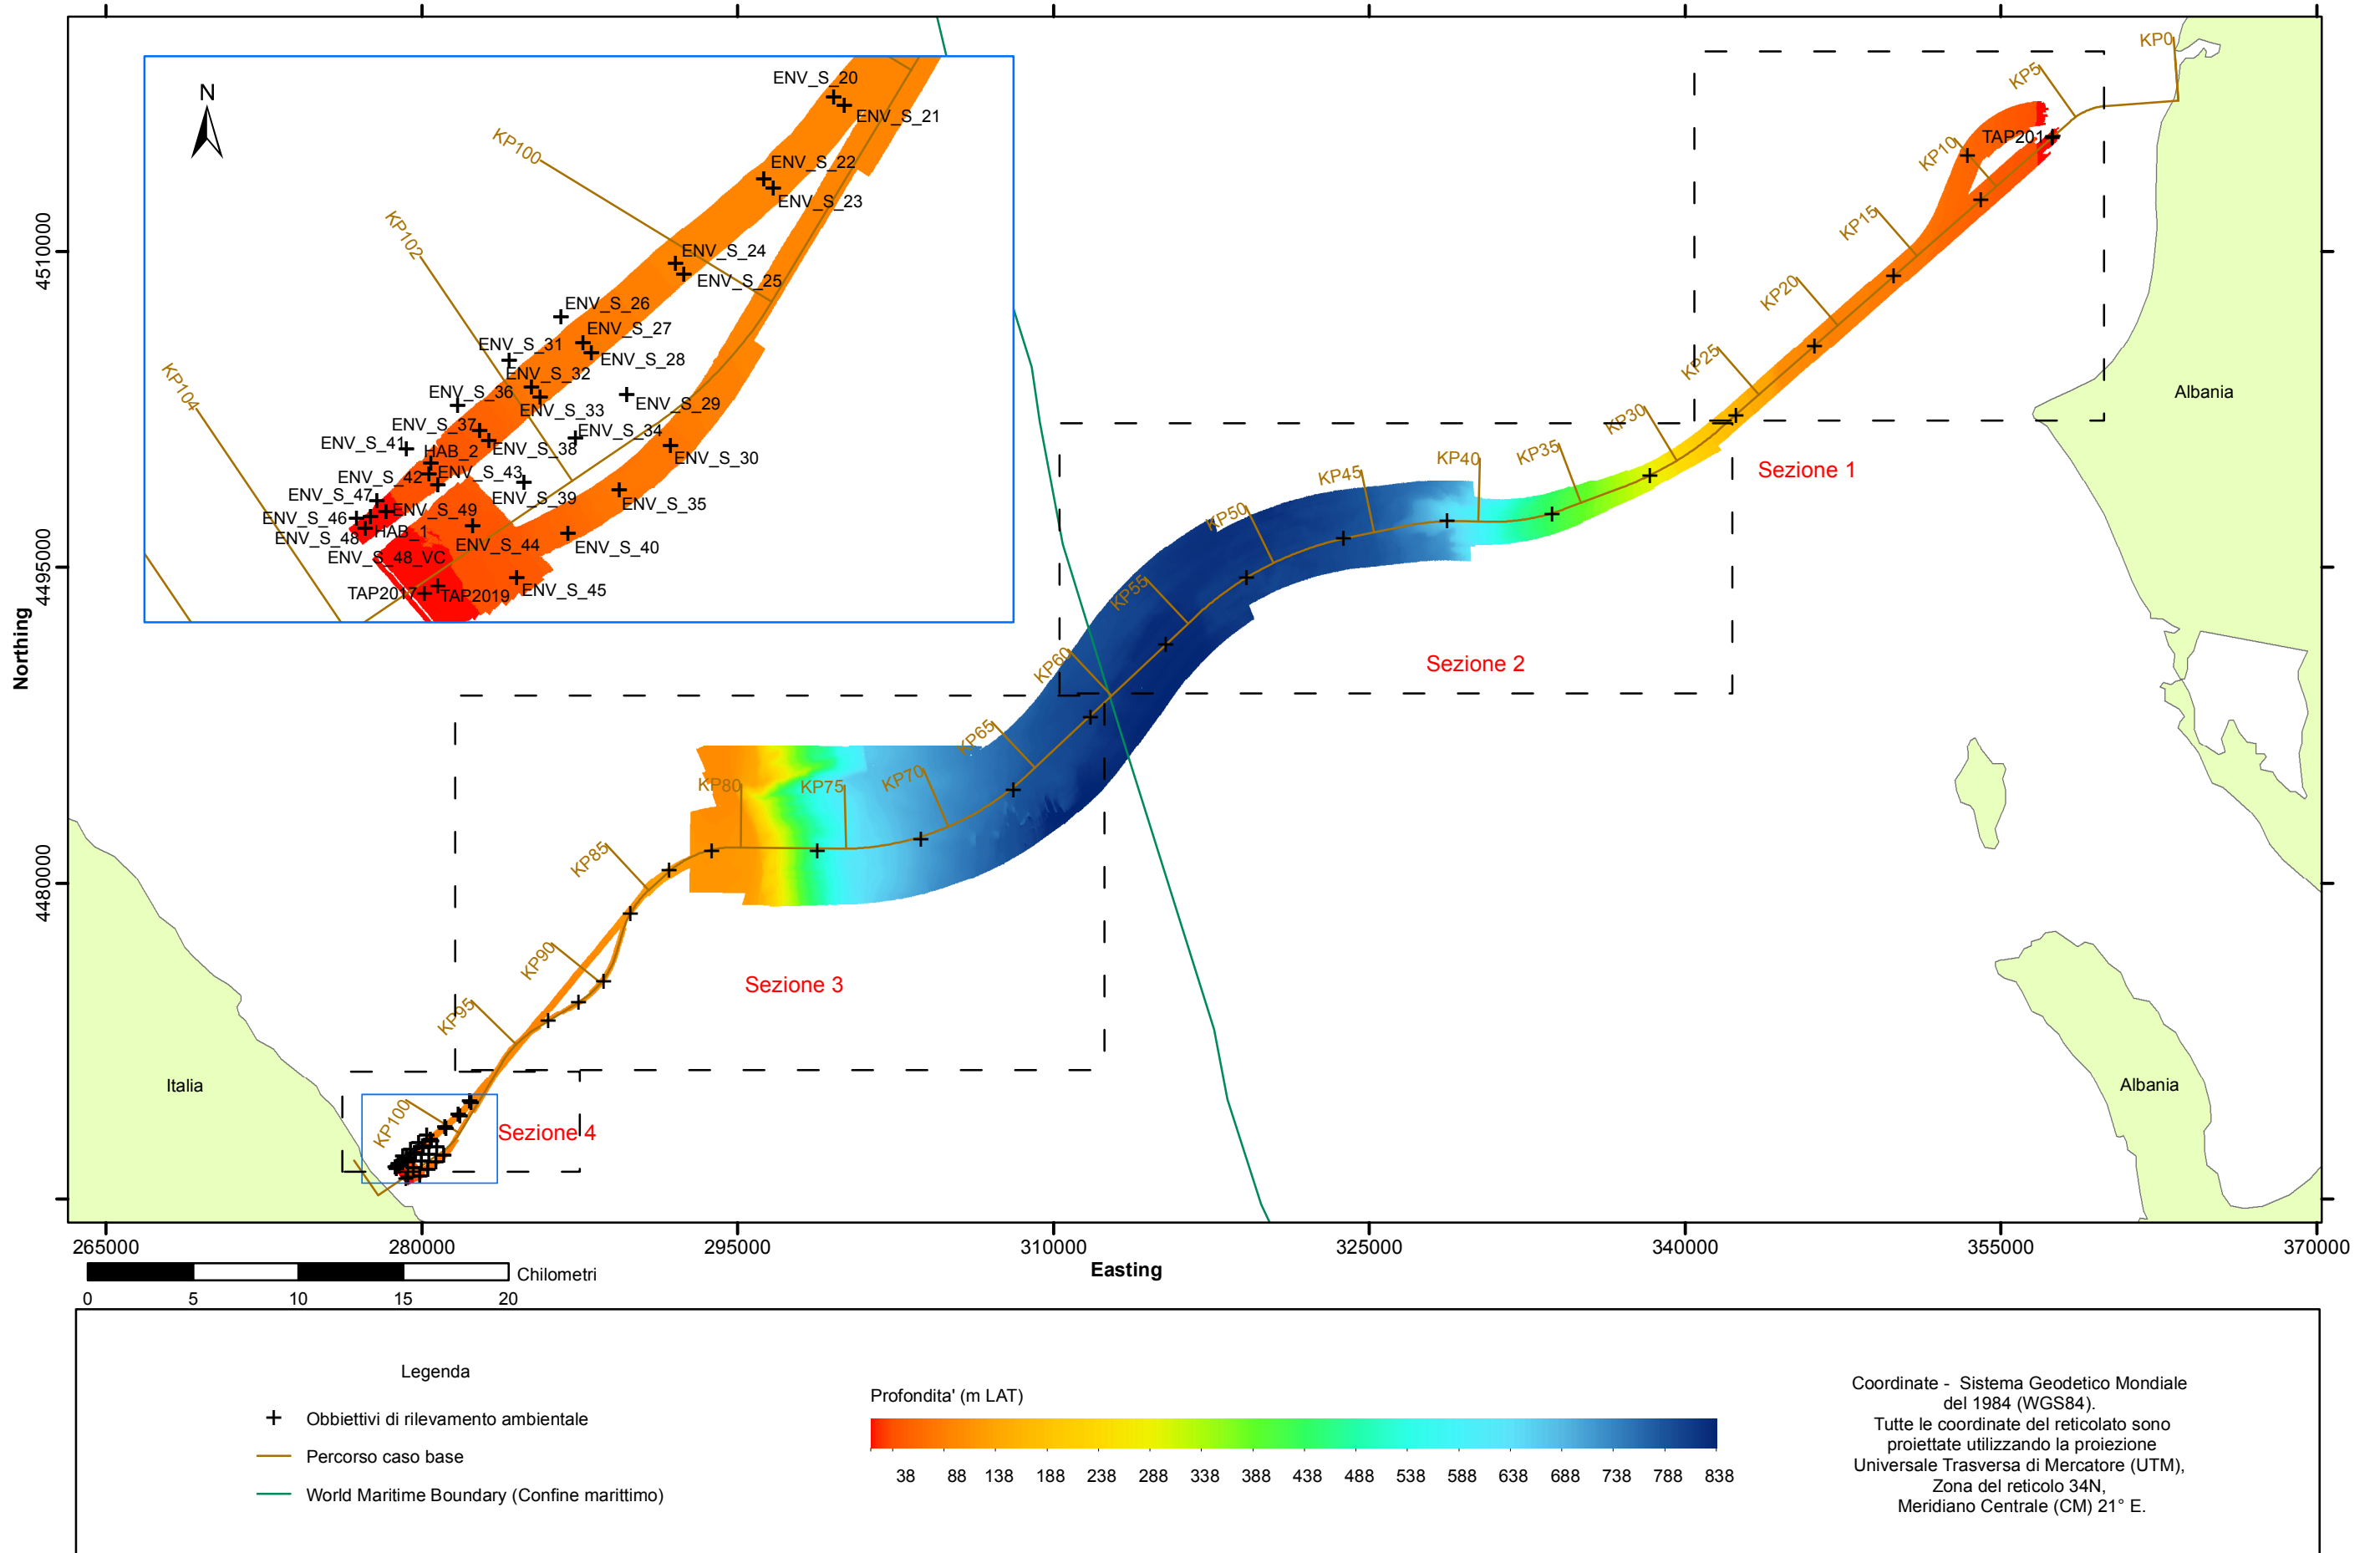 N
ENV_S_20
ENV_S_21
KP100
ENV_S_22
ENV_S_23
KP102
ENV_S_24
ENV_S_25
ENV_S_26
ENV_S_27
ENV_S_31
ENV_S_28
KP104
ENV_S_32
ENV_S_36
ENV_S_29
ENV_S_33
ENV_S_37
ENV_S_34
ENV_S_41
HAB_2
ENV_S_38
ENV_S_30
ENV_S_42
ENV_S_43
ENV_S_47
ENV_S_39
ENV_S_35
ENV_S_46
ENV_S_49
ENV_S_48
HAB_1
ENV_S_44
ENV_S_40
ENV_S_48_VC
TAP2017
TAP2019
ENV_S_45
KP0
KP5
TAP201
KP10
KP15
KP20
KP25
KP30
KP35
KP40
KP45
KP50
KP55
KP60
KP65
KP70
KP75
KP80
KP85
KP90
KP95
KP100
Albania
Sezione 1
Sezione 2
Sezione 3
Sezione 4
Italia
Albania
4510000
4495000
4480000
Northing
265000
280000
295000
310000
325000
340000
355000
370000
Easting
Chilometri
0 5 10 15 20
Legenda
Obbiettivi di rilevamento ambientale
Percorso caso base
World Maritime Boundary (Confine marittimo)
Profondita' (m LAT)
38 88 138 188 238 288 338 388 438 488 538 588 638 688 738 788 838
Coordinate - Sistema Geodetico Mondiale
del 1984 (WGS84).
Tutte le coordinate del reticolato sono
proiettate utilizzando la proiezione
Universale Trasversa di Mercatore (UTM),
Zona del reticolo 34N,
Meridiano Centrale (CM) 21° E.